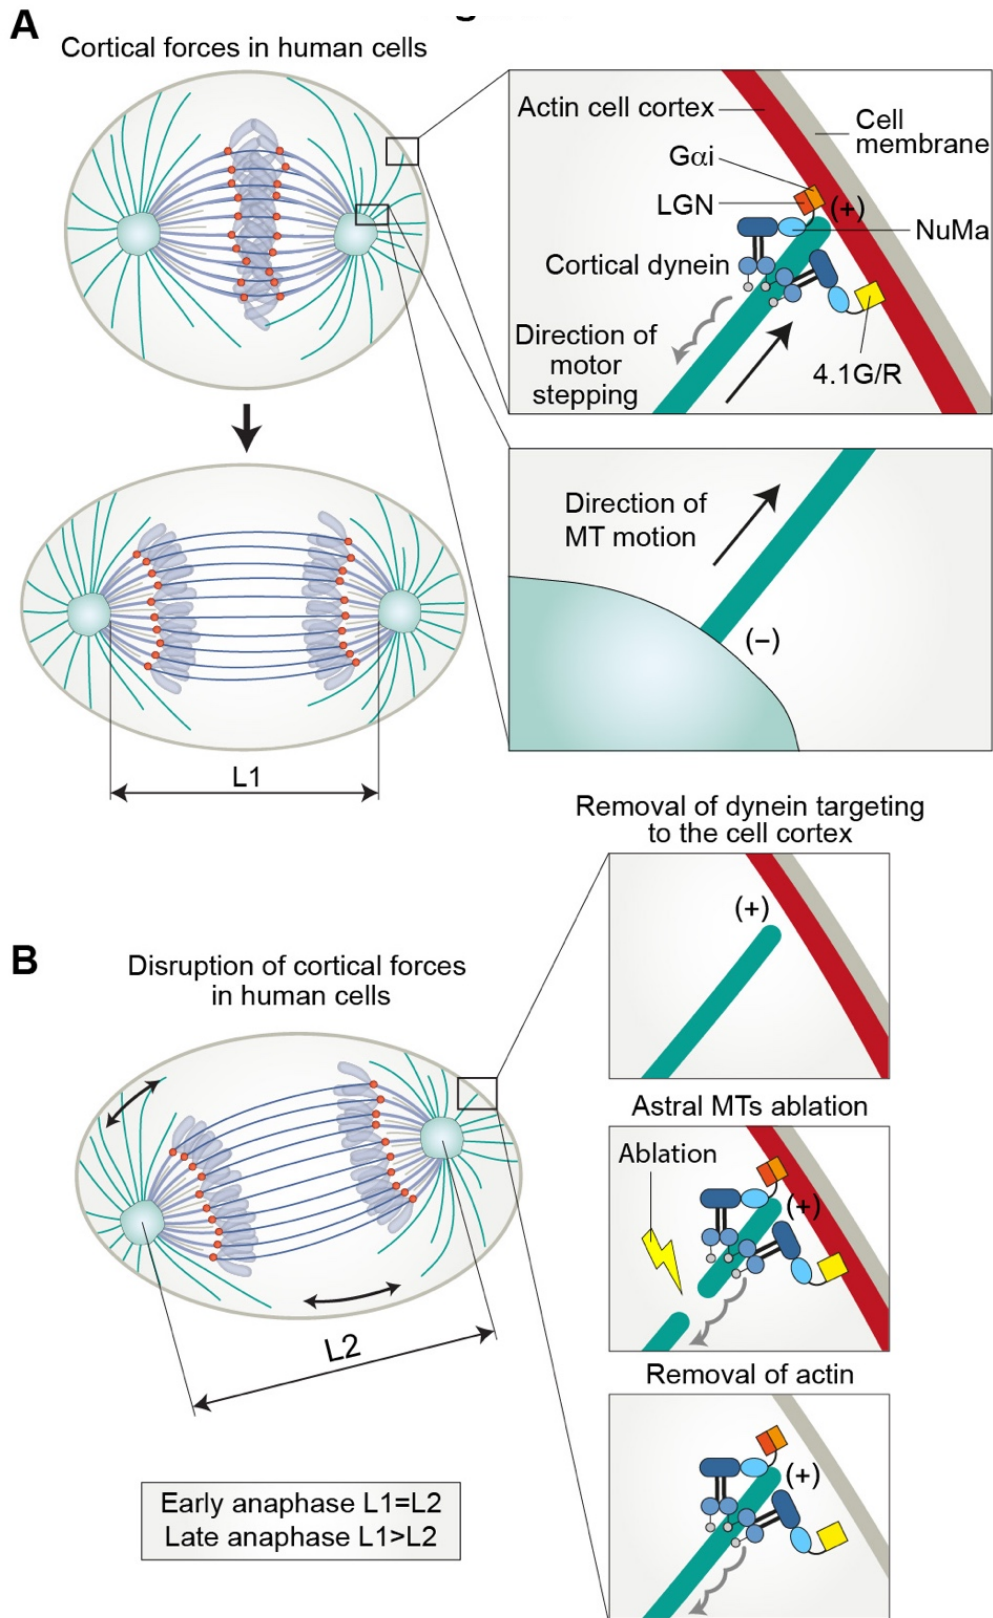 A
Cortical forces in human cells
Actin cell cortex
Cell
membrane
Gαi
LGN
(+)
NuMa
Cortical dynein
Direction of
motor
stepping
4.1G/R
Direction of
MT motion
(–)
L1
Removal of dynein targeting
to the cell cortex
(+)
B
Disruption of cortical forces
in human cells
Astral MTs ablation
Ablation
(+)
L2
Removal of actin
(+)
Early anaphase L1=L2
Late anaphase L1>L2